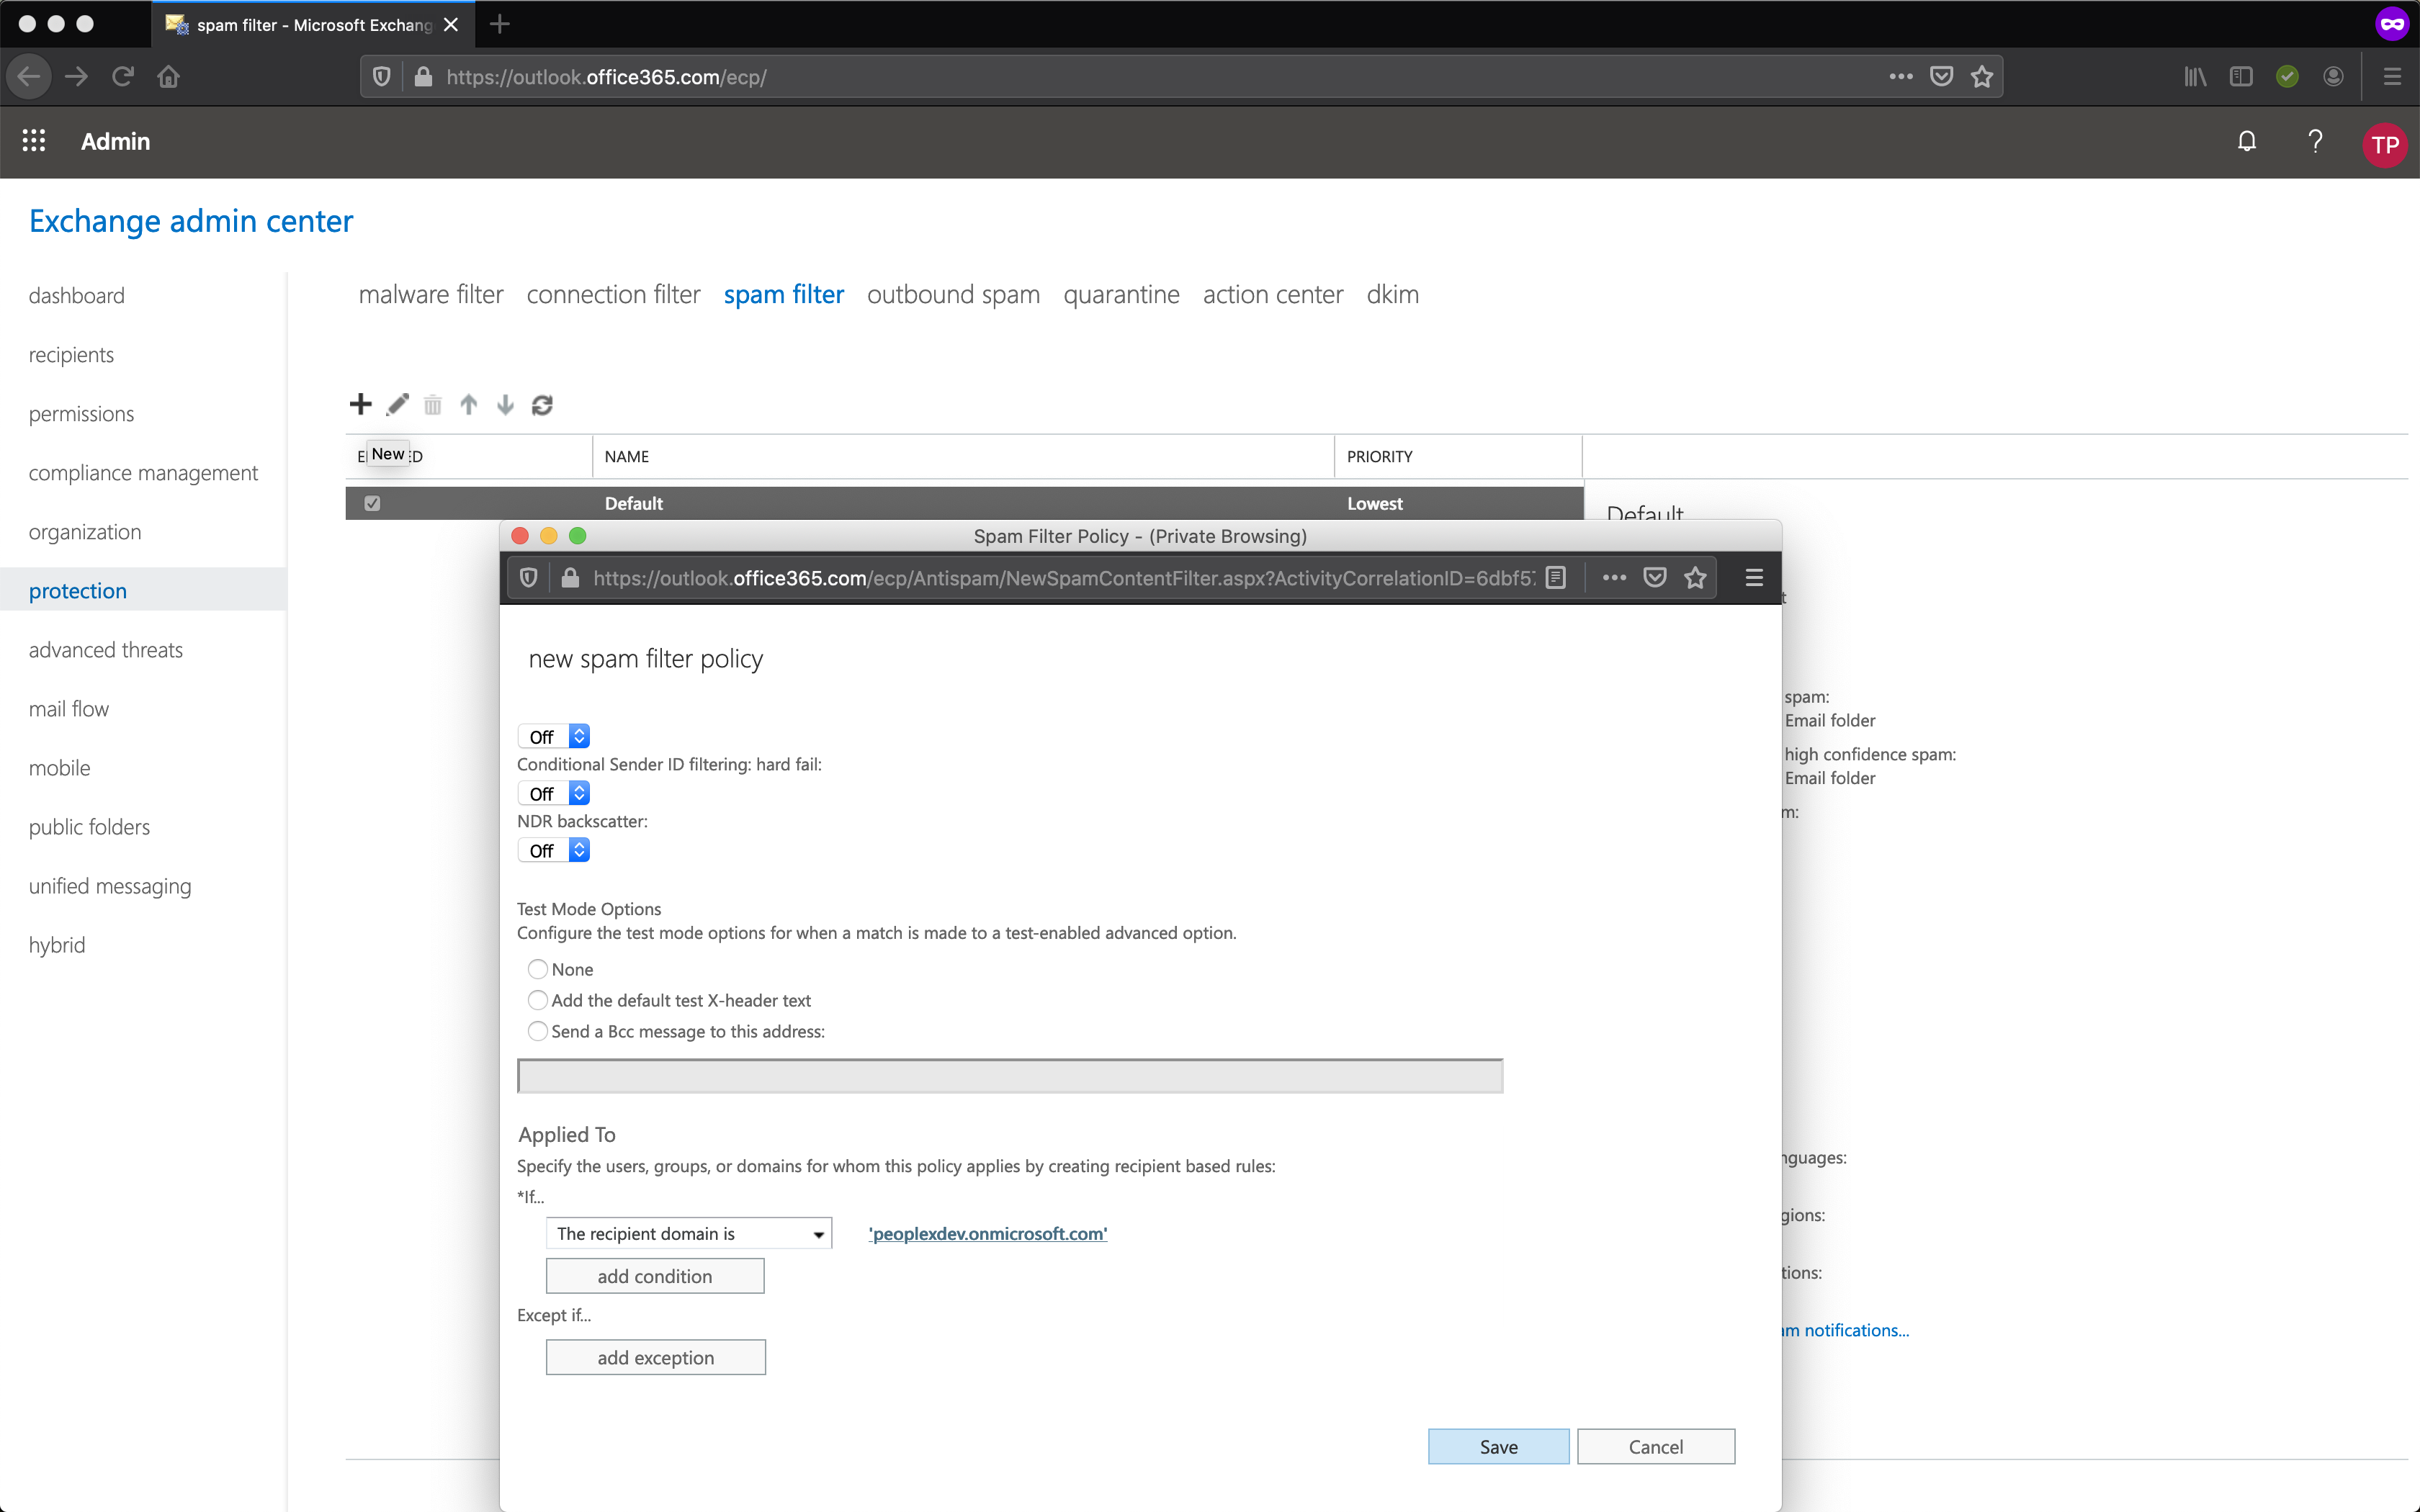 spam filter - Microsoft Exchang
https://outlook.office365.com/ecp/
Admin
TP
Exchange admin center
dashboard
recipients
permissions
compliance management
organization
protection
advanced threats
mail flow
mobile
public folders
unified messaging
hybrid
malware filter connection filter spam filter outbound spam quarantine action center dkim
New
NAME PRIORITY
Default Lowest
Default
Spam Filter Policy - (Private Browsing)
https://outlook.office365.com/ecp/Antispam/NewSpamContentFilter.aspx?ActivityCorrelationID=6dbf5
new spam filter policy
Off
Conditional Sender ID filtering: hard fail:
Off
NDR backscatter:
Off
Test Mode Options
Configure the test mode options for when a match is made to a test-enabled advanced option.
None
Add the default test X-header text
Send a Bcc message to this address:
Applied To
Specify the users, groups, or domains for whom this policy applies by creating recipient based rules:
*If...
The recipient domain is 'peoplexdev.onmicrosoft.com'
add condition
Except if...
add exception
Save Cancel
spam:
Email folder
high confidence spam:
Email folder
m:
nguages:
gions:
tions:
am notifications...